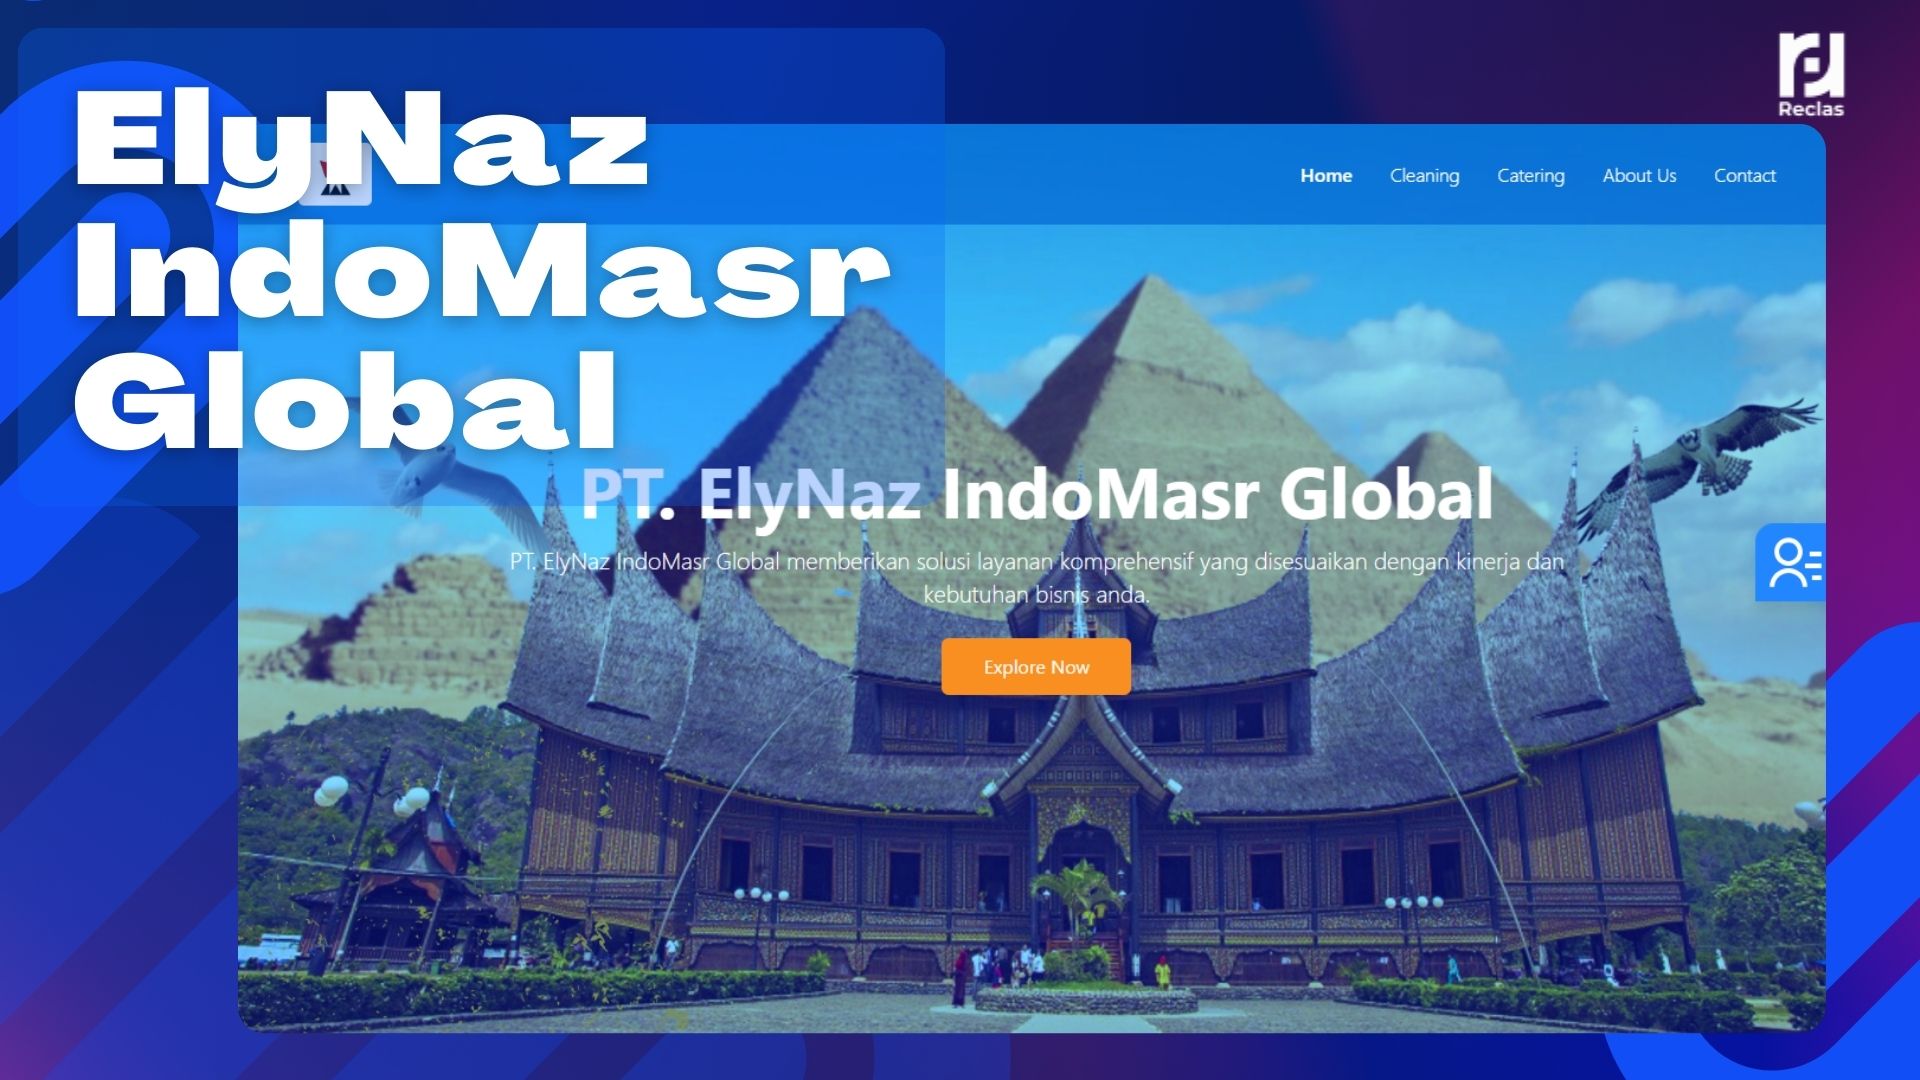 ElyNaz
IndoMasr
Global
Reclas
Home Cleaning Catering About Us Contact
PT. ElyNaz IndoMasr Global
PT. ElyNaz IndoMasr Global memberikan solusi layanan komprehensif yang disesuaikan dengan kinerja dan
kebutuhan bisnis anda.
Explore Now